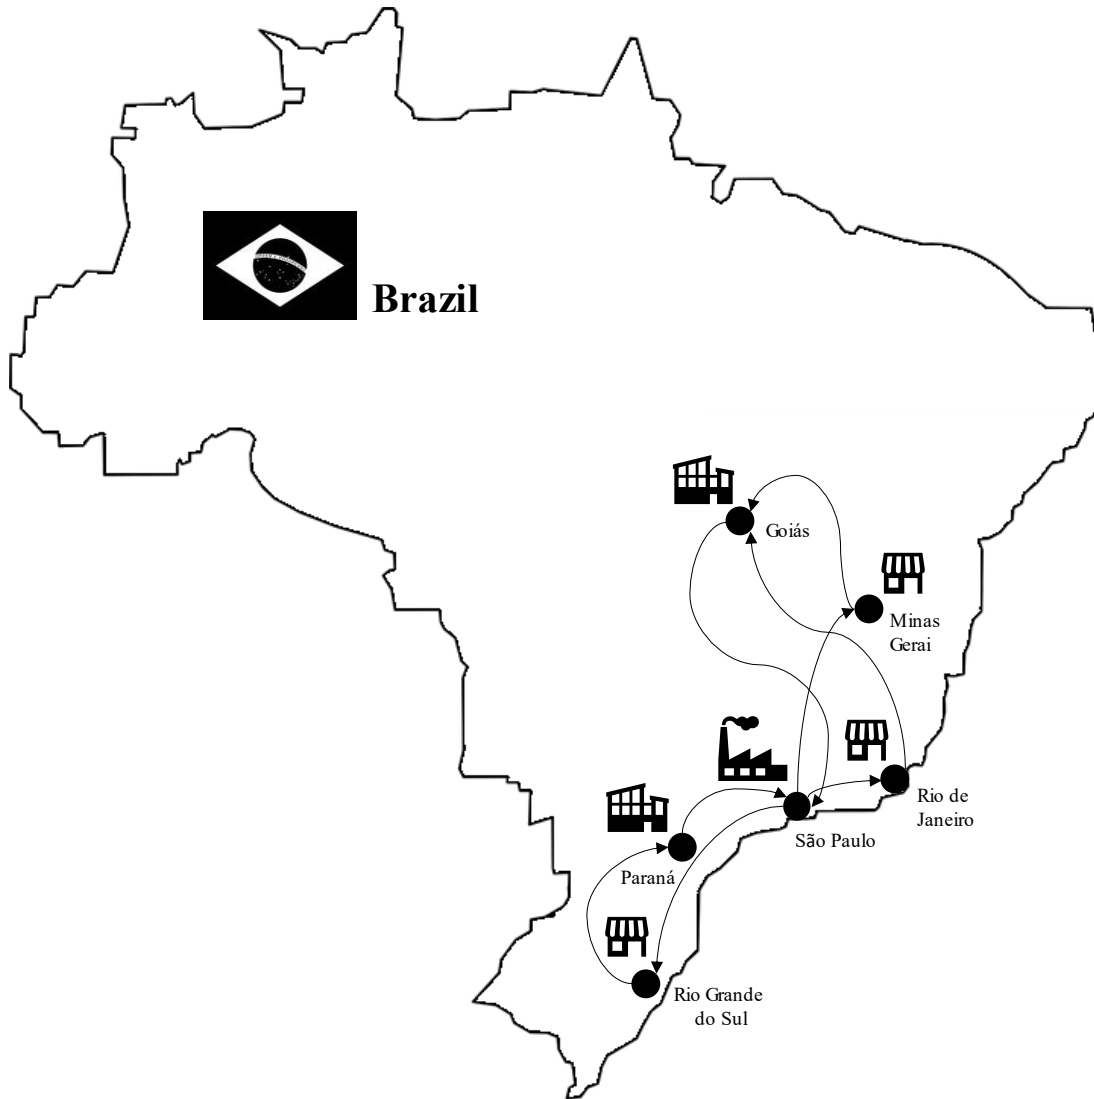 Brazil
Goiás
Minas
Gerai
Rio de
Janeiro
São Paulo
Paraná
Rio Grande
do Sul